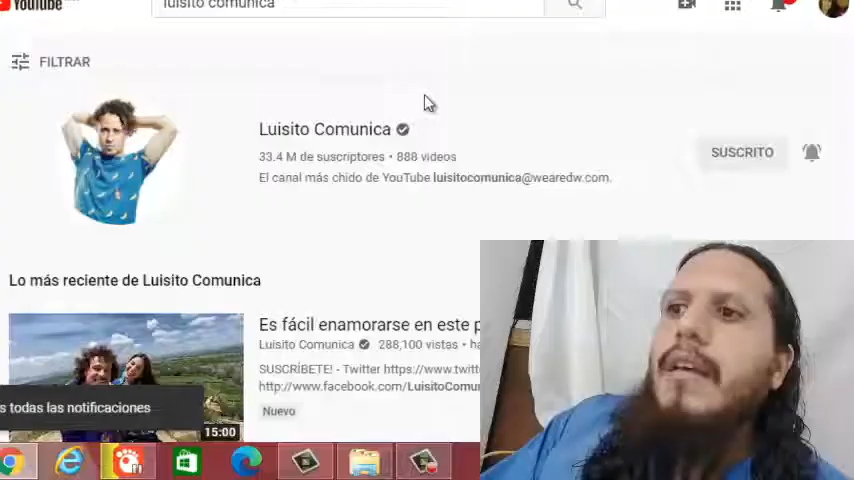 YouTube
luisito comunica
FILTRAR
Luisito Comunica
33.4 M de suscriptores • 888 videos
El canal más chido de YouTube luisitocomunica@wearedw.com.
SUSCRITO
Lo más reciente de Luisito Comunica
Es fácil enamorarse en este p
Luisito Comunica 288,100 vistas • ha
SUSCRÍBETE! - Twitter https://www.twitt
http://www.facebook.com/LuisitoComu
Nuevo
s todas las notificaciones
15:00